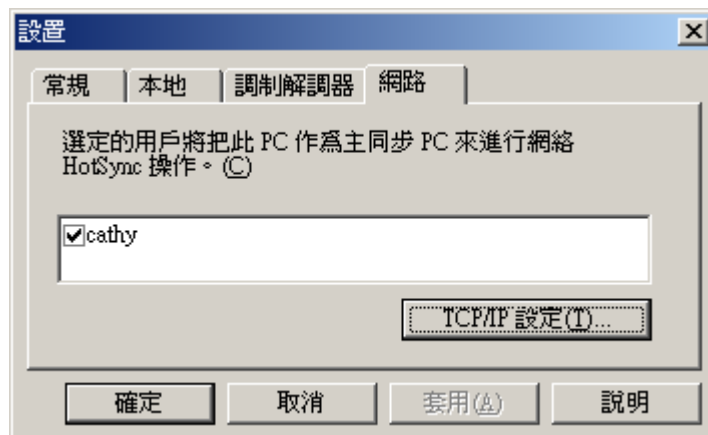 設置
常規 本地 調制解調器 網路
選定的用戶將把此 PC 作爲主同步 PC 來進行網絡
HotSync 操作。(C)
cathy
TCP/IP 設定(T)...
確定 取消 套用(A) 說明